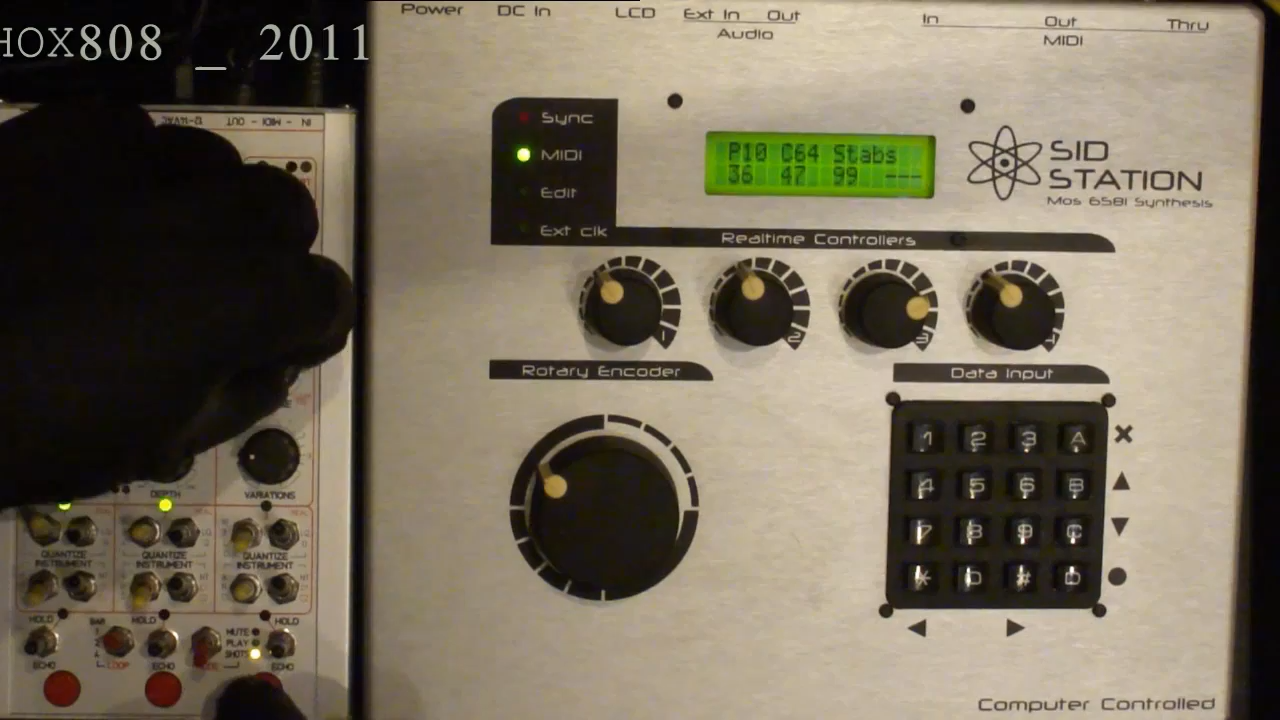 HOX808 _ 2011
Power DC In LCD Ext In Out In Out Thru
Audio MIDI
Sync
MIDI
Edit
Ext clk
P10 C64 Stabs
36 47 99 ---
SID
STATION
Mos 6581 Synthesis
Realtime Controllers
1 2 3 4
Rotary Encoder
Data Input
1 2 3 A
4 5 6 B
7 8 9 C
* 0 # D
Computer Controlled
IN - MIDI - OUT 12-14VAC
DEPTH VARIATIONS
QUANTIZE QUANTIZE QUANTIZE
INSTRUMENT INSTRUMENT INSTRUMENT
HOLD BAR HOLD HOLD
MUTE
PLAY
ECHO LOOP ECHO ECHO